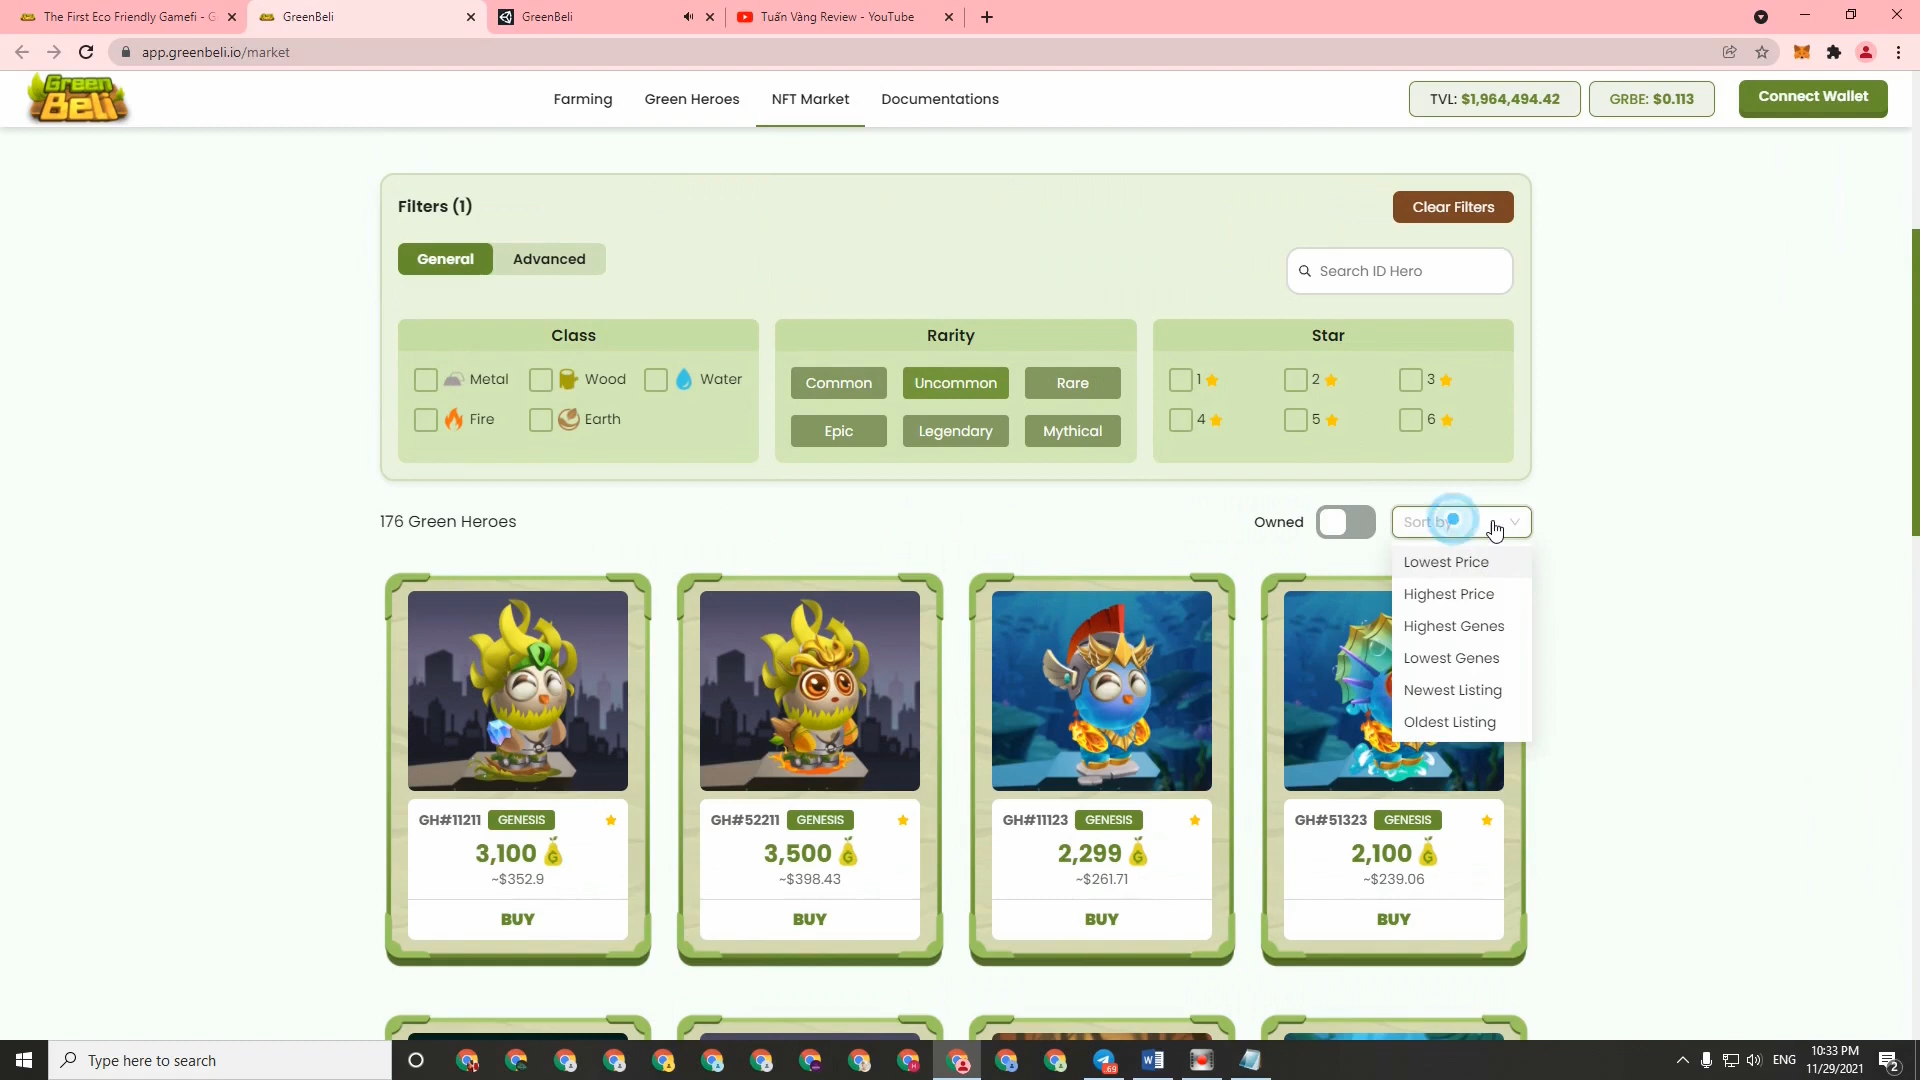 The First Eco Friendly Gamefi - G
GreenBeli
GreenBeli
Tuấn Vàng Review - YouTube
app.greenbeli.io/market
Green
Beli
Farming
Green Heroes
NFT Market
Documentations
TVL: $1,964,494.42
GRBE: $0.113
Connect Wallet
Filters (1)
Clear Filters
General
Advanced
Search ID Hero
Class
Rarity
Star
Metal
Wood
Water
Common
Uncommon
Rare
1
2
3
Fire
Earth
Epic
Legendary
Mythical
4
5
6
176 Green Heroes
Owned
Sort by
Lowest Price
Highest Price
Highest Genes
Lowest Genes
Newest Listing
Oldest Listing
GH#11211 GENESIS
GH#52211 GENESIS
GH#11123 GENESIS
GH#51323 GENESIS
3,100 G
3,500 G
2,299 G
2,100 G
~$352.9
~$398.43
~$261.71
~$239.06
BUY
BUY
BUY
BUY
Type here to search
69
ENG
10:33 PM
11/29/2021
2